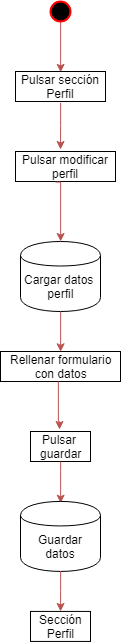 Pulsar sección
Perfil
Pulsar modificar
perfil
Cargar datos
perfil
Rellenar formulario
con datos
Pulsar
guardar
Guardar
datos
Sección
Perfil